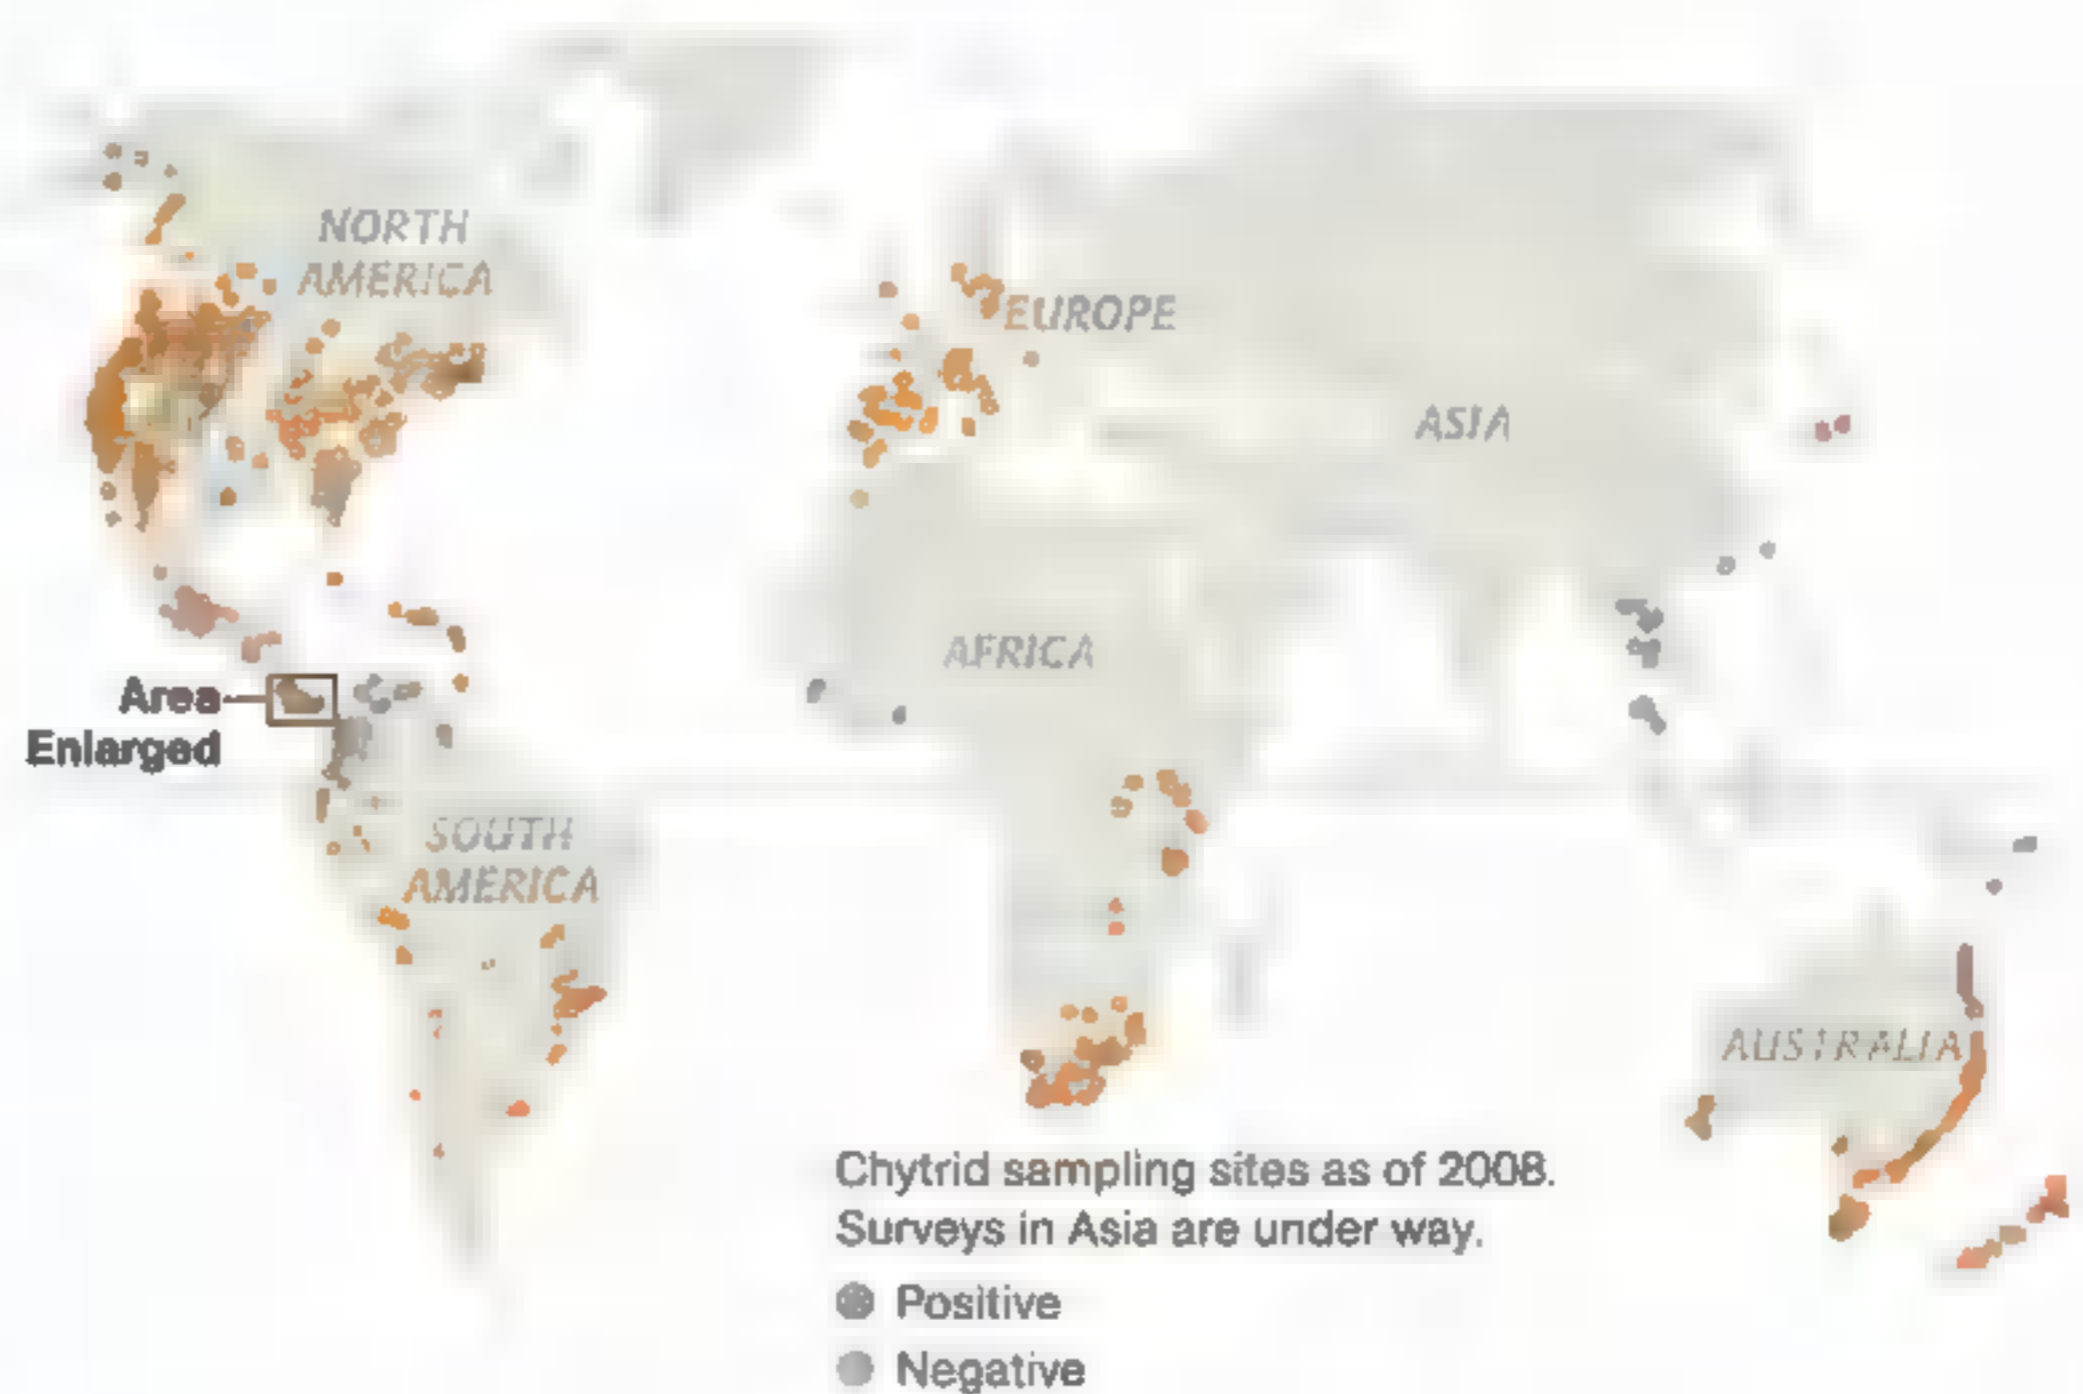 NORTH
AMERICA
EUROPE
ASIA
AFRICA
Area
Enlarged
SOUTH
AMERICA
AUSTRALIA
Chytrid sampling sites as of 2008.
Surveys in Asia are under way.
Positive
Negative